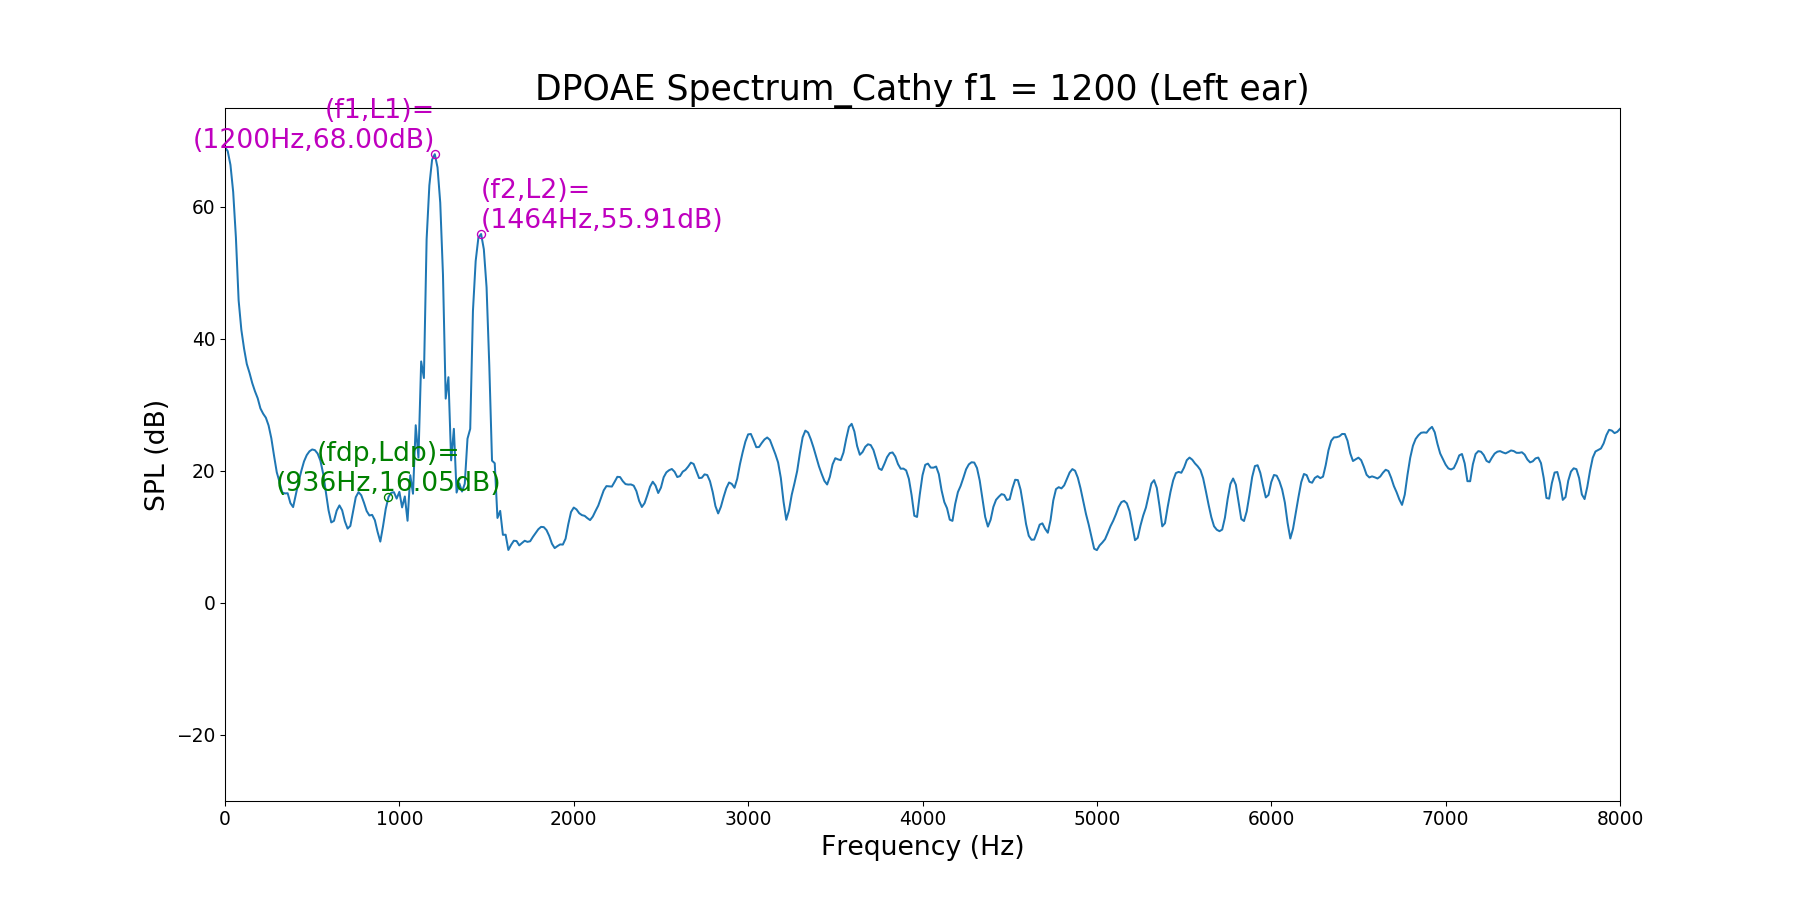 DPOAE Spectrum_Cathy f1 = 1200 (Left ear)
(f1,L1)=
(1200Hz,68.00dB)
(f2,L2)=
(1464Hz,55.91dB)
(fdp,Ldp)=
(936Hz,16.05dB)
SPL (dB)
60
40
20
0
−20
0 1000 2000 3000 4000 5000 6000 7000 8000
Frequency (Hz)